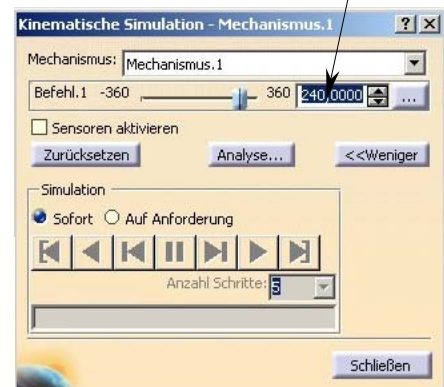 Kinematische Simulation - Mechanismus.1
Mechanismus: Mechanismus.1
Befehl.1 -360 360 240,0000 ...
Sensoren aktivieren
Zurücksetzen Analyse... <<Weniger
Simulation
Sofort Auf Anforderung
Anzahl Schritte: 5
Schließen